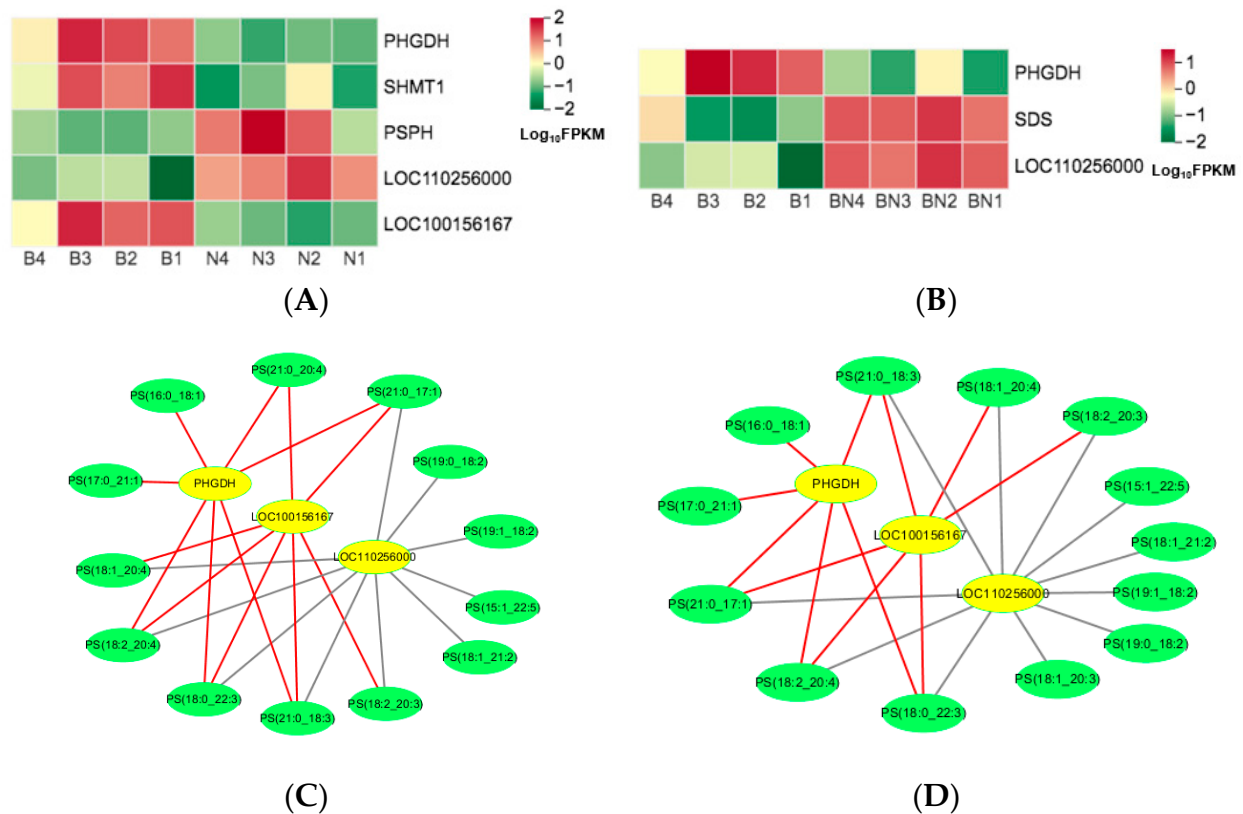 2
1
0
−1
−2
Log₁₀FPKM
PHGDH
SHMT1
PSPH
LOC110256000
LOC100156167
B4 B3 B2 B1 N4 N3 N2 N1
(A)
1
0
−1
−2
Log₁₀FPKM
PHGDH
SDS
LOC110256000
B4 B3 B2 B1 BN4 BN3 BN2 BN1
(B)
PS(21:0_20:4)
PS(16:0_18:1)
PS(21:0_17:1)
PS(19:0_18:2)
PS(17:0_21:1)
PHGDH
LOC100156167
PS(19:1_18:2)
LOC110256000
PS(18:1_20:4)
PS(15:1_22:5)
PS(18:2_20:4)
PS(18:1_21:2)
PS(18:0_22:3)
PS(18:2_20:3)
PS(21:0_18:3)
(C)
PS(21:0_18:3)
PS(18:1_20:4)
PS(18:2_20:3)
PS(16:0_18:1)
PHGDH
PS(15:1_22:5)
PS(17:0_21:1)
LOC100156167
PS(18:1_21:2)
LOC110256000
PS(19:1_18:2)
PS(21:0_17:1)
PS(19:0_18:2)
PS(18:2_20:4)
PS(18:1_20:3)
PS(18:0_22:3)
(D)